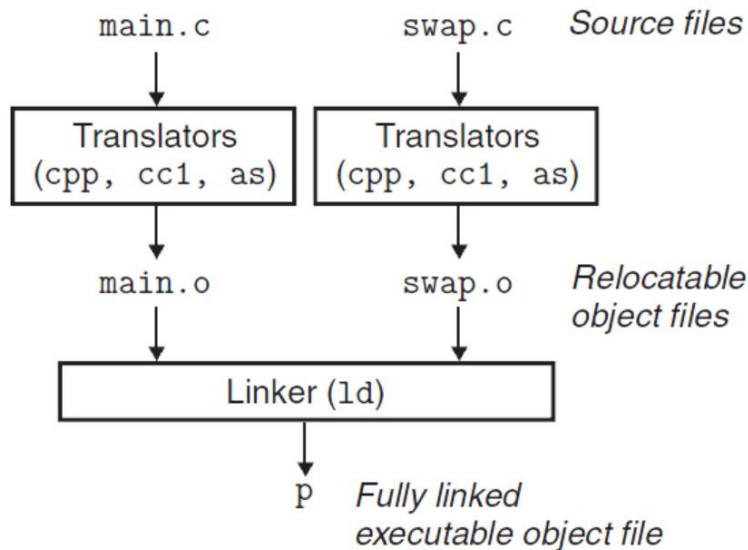 main.c swap.c Source files
Translators Translators
(cpp, cc1, as) (cpp, cc1, as)
main.o swap.o Relocatable
object files
Linker (ld)
p Fully linked
executable object file